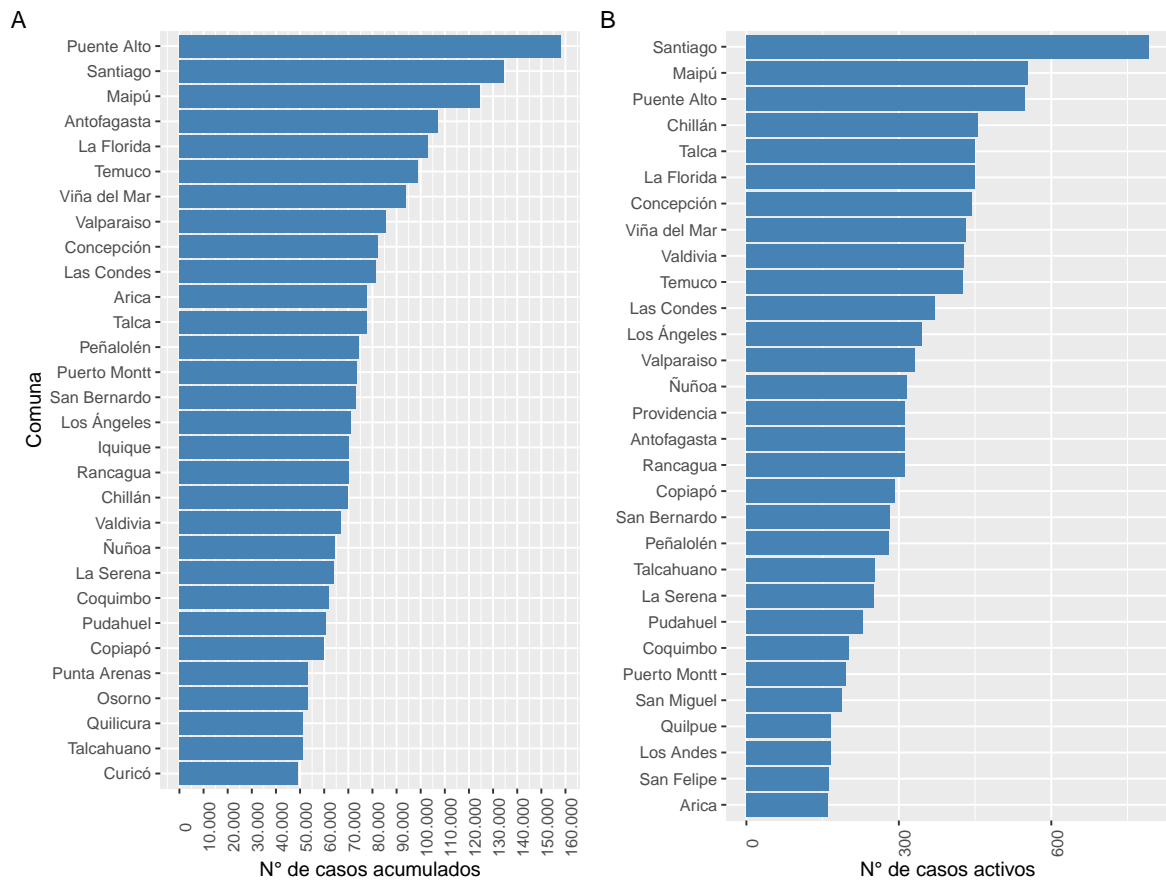 A
Puente Alto
Santiago
Maipú
Antofagasta
La Florida
Temuco
Viña del Mar
Valparaiso
Concepción
Las Condes
Arica
Talca
Peñalolén
Puerto Montt
San Bernardo
Los Ángeles
Iquique
Rancagua
Chillán
Valdivia
Ñuñoa
La Serena
Coquimbo
Pudahuel
Copiapó
Punta Arenas
Osorno
Quilicura
Talcahuano
Curicó
Comuna
0
10.000
20.000
30.000
40.000
50.000
60.000
70.000
80.000
90.000
100.000
110.000
120.000
130.000
140.000
150.000
160.000
N° de casos acumulados
B
Santiago
Maipú
Puente Alto
Chillán
Talca
La Florida
Concepción
Viña del Mar
Valdivia
Temuco
Las Condes
Los Ángeles
Valparaiso
Ñuñoa
Providencia
Antofagasta
Rancagua
Copiapó
San Bernardo
Peñalolén
Talcahuano
La Serena
Pudahuel
Coquimbo
Puerto Montt
San Miguel
Quilpue
Los Andes
San Felipe
Arica
0
300
600
N° de casos activos